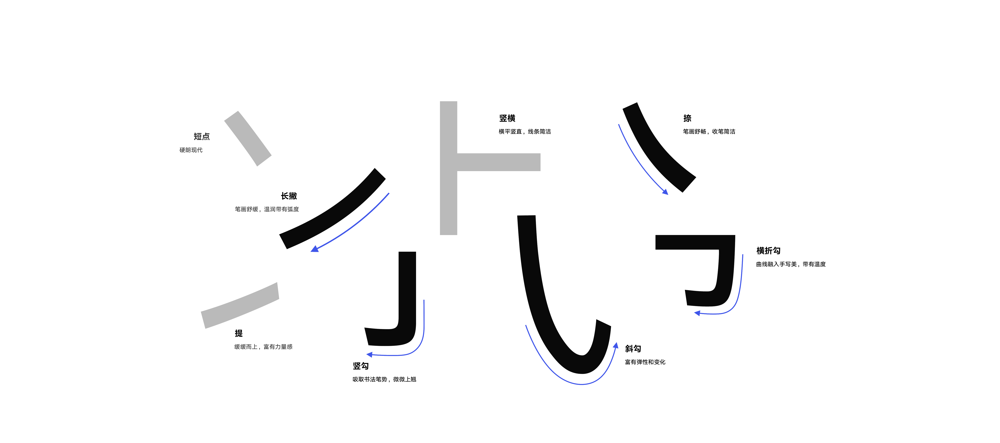 短点
硬朗现代
长撇
笔画舒缓，温润带有弧度
提
缓缓而上，富有力量感
竖勾
吸取书法笔势，微微上翘
竖横
横平竖直，线条简洁
捺
笔画舒畅，收笔简洁
横折勾
曲线融入手写美，带有温度
斜勾
富有弹性和变化